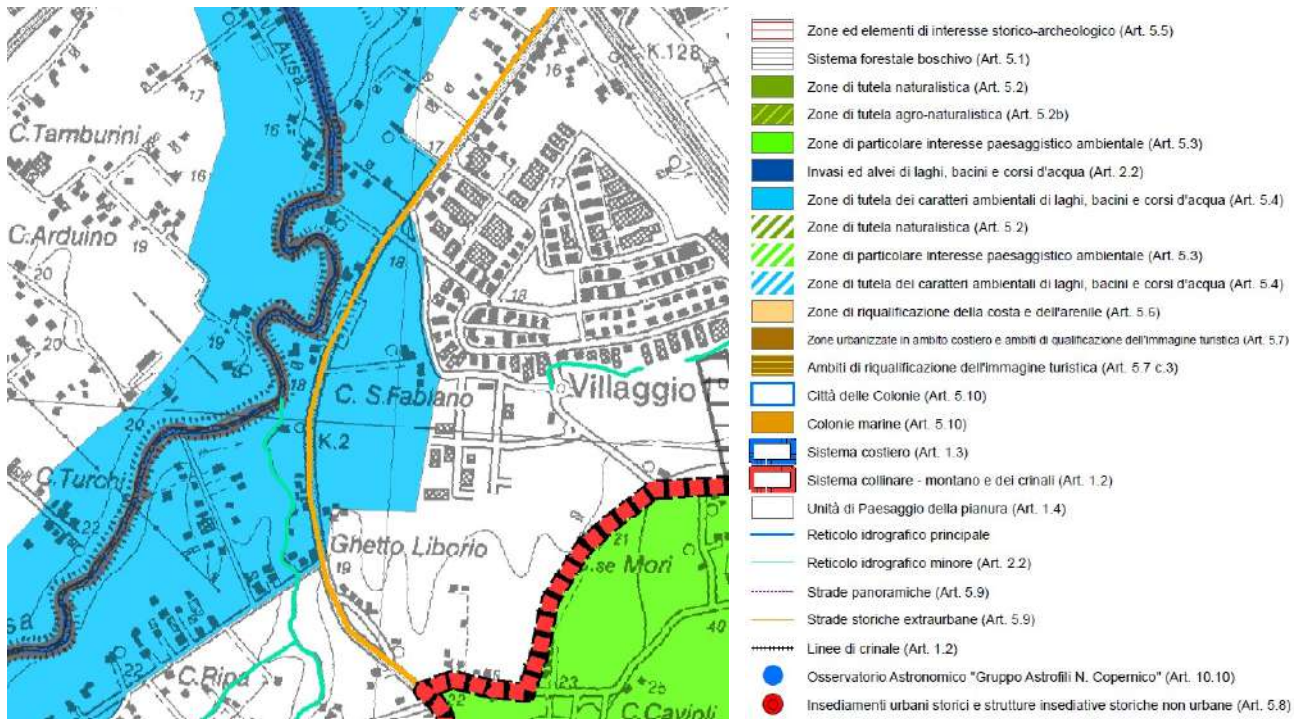 L.Ausa
K.128
16
17
C.Tamburini
16
17
16
17
C.Arduino
19
18
20
18
19
20
18
Villaggio
C. S.Fabiano
20
K.2
C.Turchi
22
21
Ghetto Liborio
19
se Mori
sa
40
22
C.Ripa
22
23
25
C.Cavioli
Zone ed elementi di interesse storico-archeologico (Art. 5.5)
Sistema forestale boschivo (Art. 5.1)
Zone di tutela naturalistica (Art. 5.2)
Zone di tutela agro-naturalistica (Art. 5.2b)
Zone di particolare interesse paesaggistico ambientale (Art. 5.3)
Invasi ed alvei di laghi, bacini e corsi d'acqua (Art. 2.2)
Zone di tutela dei caratteri ambientali di laghi, bacini e corsi d'acqua (Art. 5.4)
Zone di tutela naturalistica (Art. 5.2)
Zone di particolare interesse paesaggistico ambientale (Art. 5.3)
Zone di tutela dei caratteri ambientali di laghi, bacini e corsi d'acqua (Art. 5.4)
Zone di riqualificazione della costa e dell'arenile (Art. 5.6)
Zone urbanizzate in ambito costiero e ambiti di qualificazione dell'immagine turistica (Art. 5.7)
Ambiti di riqualificazione dell'immagine turistica (Art. 5.7 c.3)
Città delle Colonie (Art. 5.10)
Colonie marine (Art. 5.10)
Sistema costiero (Art. 1.3)
Sistema collinare - montano e dei crinali (Art. 1.2)
Unità di Paesaggio della pianura (Art. 1.4)
Reticolo idrografico principale
Reticolo idrografico minore (Art. 2.2)
Strade panoramiche (Art. 5.9)
Strade storiche extraurbane (Art. 5.9)
Linee di crinale (Art. 1.2)
Osservatorio Astronomico "Gruppo Astrofili N. Copernico" (Art. 10.10)
Insediamenti urbani storici e strutture insediative storiche non urbane (Art. 5.8)